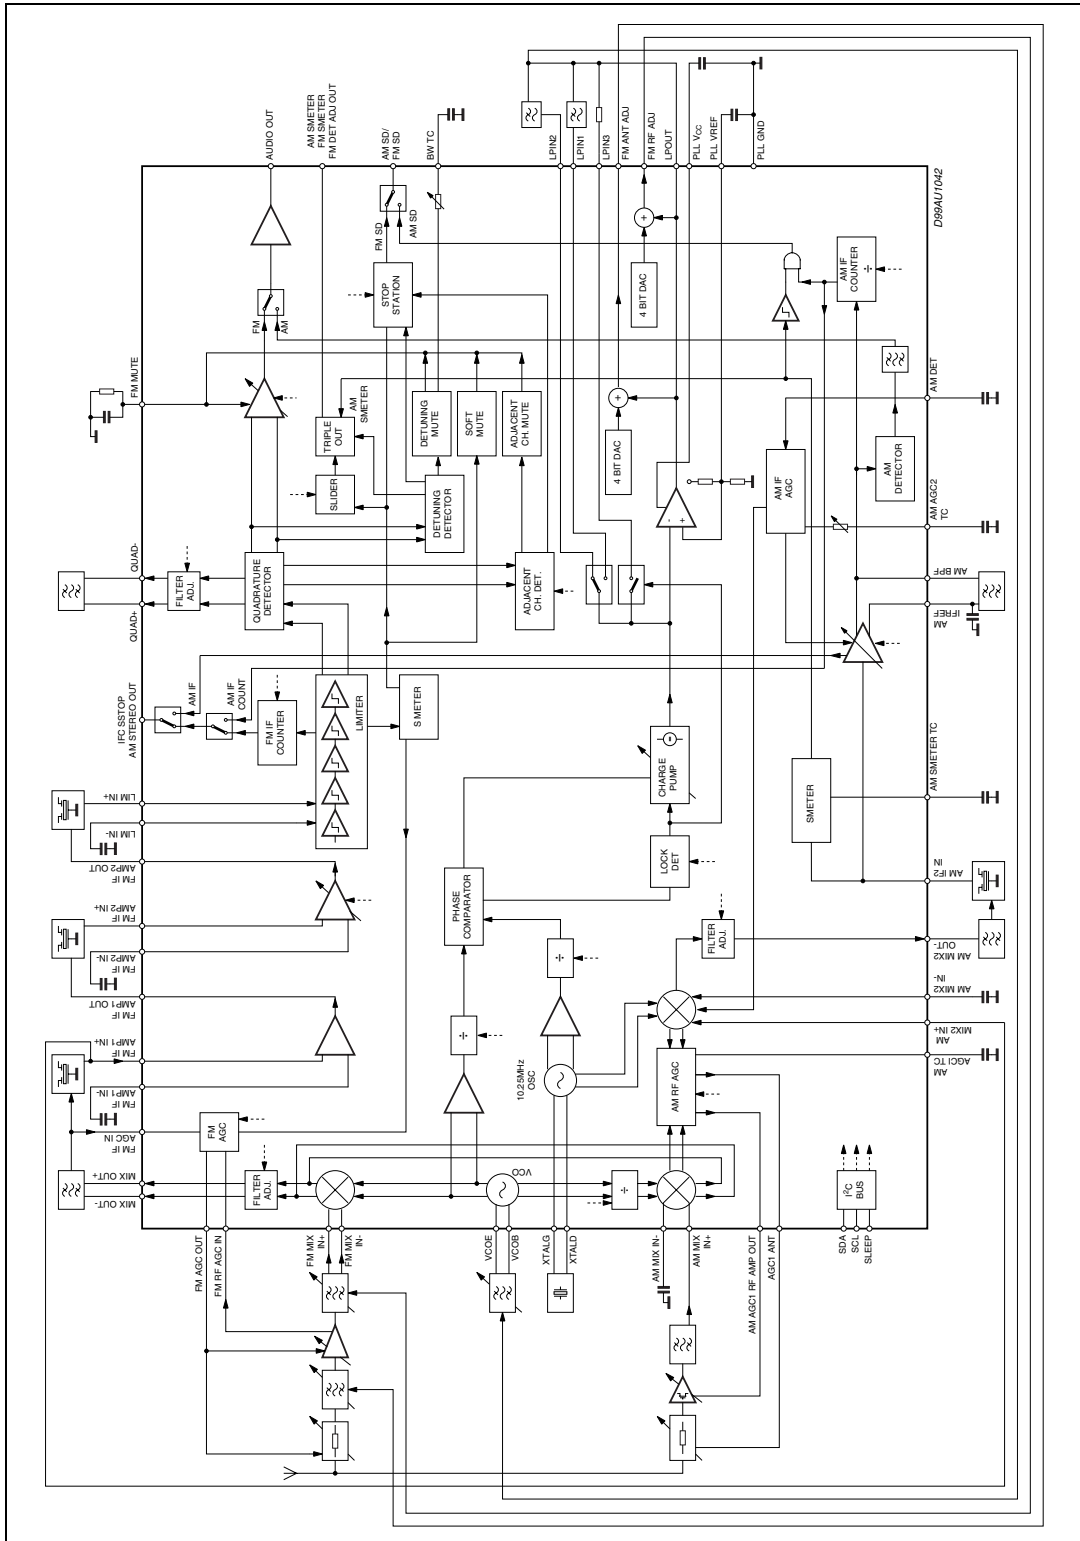 AUDIO OUT
AM SMETER
FM SMETER
FM DET ADJ OUT
AM SD/
FM SD
BW TC
LPIN2
LPIN1
LPIN3
FM ANT ADJ
FM RF ADJ
LPOUT
PLL VCC
PLL VREF
PLL GND
D99AU1042
FM SD
AM SD
STOP
STATION
4 BIT DAC
AM IF
COUNTER
FM
AM
FM MUTE
AM
SMETER
TRIPLE
OUT
SLIDER
DETUNING
MUTE
SOFT
MUTE
ADJACENT
CH. MUTE
DETUNING
DETECTOR
4 BIT DAC
AM IF
AGC
AM
DETECTOR
AM DET
AM AGC2
TC
QUAD-
QUAD+
FILTER
ADJ.
QUADRATURE
DETECTOR
ADJACENT
CH. DET.
AM BPF
AM
IFREF
IFC SSTOP
AM STEREO OUT
AM IF
AM IF
COUNT
FM IF
COUNTER
LIMITER
S METER
CHARGE
PUMP
SMETER
AM SMETER TC
LIM IN+
LIM IN-
FM IF
AMP2 OUT
FM IF
AMP2 IN+
FM IF
AMP2 IN-
FM IF
AMP1 OUT
FM IF
AMP1 IN+
FM IF
AMP1 IN-
FM IF
AGC IN
MIX OUT+
MIX OUT-
PHASE
COMPARATOR
LOCK
DET
FILTER
ADJ.
AM IF2
IN
AM MIX2
OUT-
AM MIX2
IN-
AM
MIX2 IN+
AM
AGCI TC
10.25MHz
OSC
AM RF AGC
FM
AGC
FILTER
ADJ.
VCO
I2C
BUS
FM AGC OUT
FM RF AGC IN
FM MIX
IN+
FM MIX
IN-
VCOE
VCOB
XTALG
XTALD
AM MIX IN-
AM MIX
IN+
AM AGC1 RF AMP OUT
AGC1 ANT
SDA
SCL
SLEEP